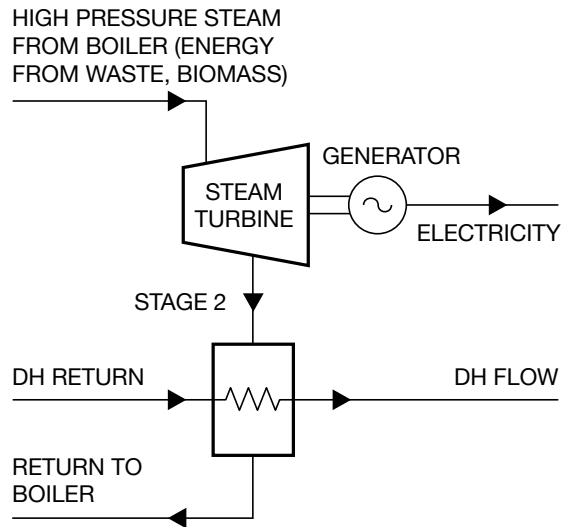 HIGH PRESSURE STEAM
FROM BOILER (ENERGY
FROM WASTE, BIOMASS)
GENERATOR
STEAM
TURBINE
ELECTRICITY
STAGE 2
DH RETURN
DH FLOW
RETURN TO
BOILER